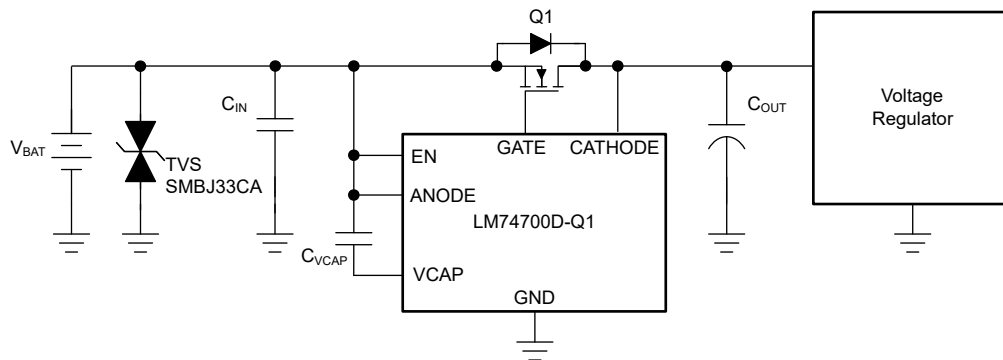 Q1
C_IN
C_OUT
Voltage
Regulator
V_BAT
TVS
SMBJ33CA
GATE
CATHODE
EN
ANODE
LM74700D-Q1
C_VCAP
VCAP
GND